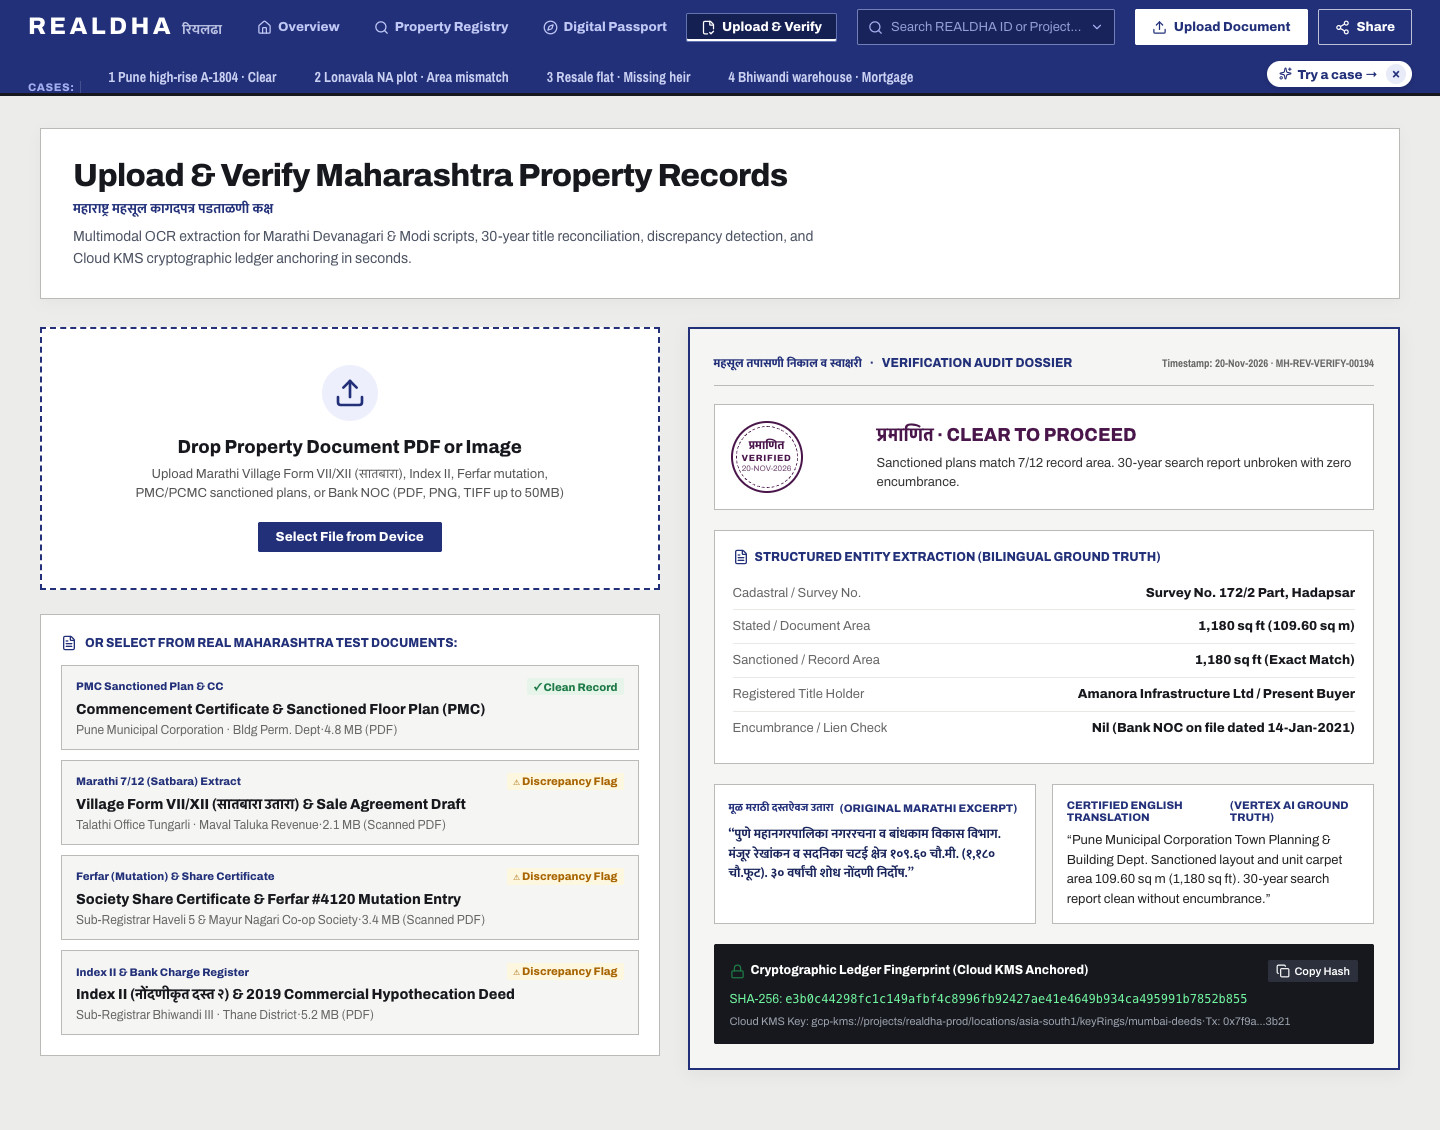 REALDHA रियलढा
Overview
Property Registry
Digital Passport
Upload & Verify
Search REALDHA ID or Project...
Upload Document
Share
CASES:
1 Pune high-rise A-1804 · Clear
2 Lonavala NA plot · Area mismatch
3 Resale flat · Missing heir
4 Bhiwandi warehouse · Mortgage
Try a case → ×
Upload & Verify Maharashtra Property Records
महाराष्ट्र महसूल कागदपत्र पडताळणी कक्ष
Multimodal OCR extraction for Marathi Devanagari & Modi scripts, 30-year title reconciliation, discrepancy detection, and
Cloud KMS cryptographic ledger anchoring in seconds.
Drop Property Document PDF or Image
Upload Marathi Village Form VII/XII (सातबारा), Index II, Ferfar mutation,
PMC/PCMC sanctioned plans, or Bank NOC (PDF, PNG, TIFF up to 50MB)
Select File from Device
OR SELECT FROM REAL MAHARASHTRA TEST DOCUMENTS:
PMC Sanctioned Plan & CC
✓ Clean Record
Commencement Certificate & Sanctioned Floor Plan (PMC)
Pune Municipal Corporation · Bldg Perm. Dept·4.8 MB (PDF)
Marathi 7/12 (Satbara) Extract
⚠ Discrepancy Flag
Village Form VII/XII (सातबारा उतारा) & Sale Agreement Draft
Talathi Office Tungarli · Maval Taluka Revenue·2.1 MB (Scanned PDF)
Ferfar (Mutation) & Share Certificate
⚠ Discrepancy Flag
Society Share Certificate & Ferfar #4120 Mutation Entry
Sub-Registrar Haveli 5 & Mayur Nagari Co-op Society·3.4 MB (Scanned PDF)
Index II & Bank Charge Register
⚠ Discrepancy Flag
Index II (नोंदणीकृत दस्त २) & 2019 Commercial Hypothecation Deed
Sub-Registrar Bhiwandi III · Thane District·5.2 MB (PDF)
महसूल तपासणी निकाल व स्वाक्षरी · VERIFICATION AUDIT DOSSIER
Timestamp: 20-Nov-2026 · MH-REV-VERIFY-00194
प्रमाणित
VERIFIED
20-NOV-2026
प्रमाणित · CLEAR TO PROCEED
Sanctioned plans match 7/12 record area. 30-year search report unbroken with zero
encumbrance.
STRUCTURED ENTITY EXTRACTION (BILINGUAL GROUND TRUTH)
Cadastral / Survey No. Survey No. 172/2 Part, Hadapsar
Stated / Document Area 1,180 sq ft (109.60 sq m)
Sanctioned / Record Area 1,180 sq ft (Exact Match)
Registered Title Holder Amanora Infrastructure Ltd / Present Buyer
Encumbrance / Lien Check Nil (Bank NOC on file dated 14-Jan-2021)
मूळ मराठी दस्तऐवज उतारा (ORIGINAL MARATHI EXCERPT)
“पुणे महानगरपालिका नगररचना व बांधकाम विकास विभाग.
मंजूर रेखांकन व सदनिका चटई क्षेत्र १०९.६० चौ.मी. (१,१८०
चौ.फूट). ३० वर्षांची शोध नोंदणी निर्दोष.”
CERTIFIED ENGLISH
TRANSLATION
(VERTEX AI GROUND
TRUTH)
“Pune Municipal Corporation Town Planning &
Building Dept. Sanctioned layout and unit carpet
area 109.60 sq m (1,180 sq ft). 30-year search
report clean without encumbrance.”
Cryptographic Ledger Fingerprint (Cloud KMS Anchored)
Copy Hash
SHA-256: e3b0c44298fc1c149afbf4c8996fb92427ae41e4649b934ca495991b7852b855
Cloud KMS Key: gcp-kms://projects/realdha-prod/locations/asia-south1/keyRings/mumbai-deeds·Tx: 0x7f9a...3b21